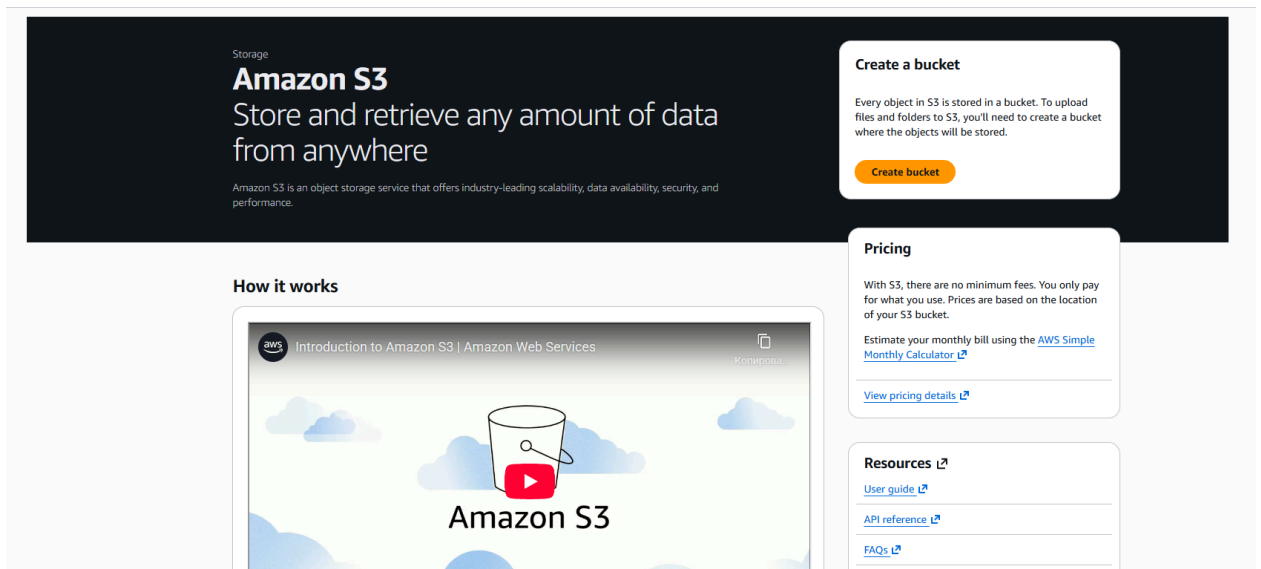 Storage
Amazon S3
Store and retrieve any amount of data
from anywhere
Amazon S3 is an object storage service that offers industry-leading scalability, data availability, security, and
performance.
Create a bucket
Every object in S3 is stored in a bucket. To upload
files and folders to S3, you'll need to create a bucket
where the objects will be stored.
Create bucket
Pricing
With S3, there are no minimum fees. You only pay
for what you use. Prices are based on the location
of your S3 bucket.
Estimate your monthly bill using the AWS Simple
Monthly Calculator
View pricing details
How it works
aws
Introduction to Amazon S3 | Amazon Web Services
Копирова...
Amazon S3
Resources
User guide
API reference
FAQs